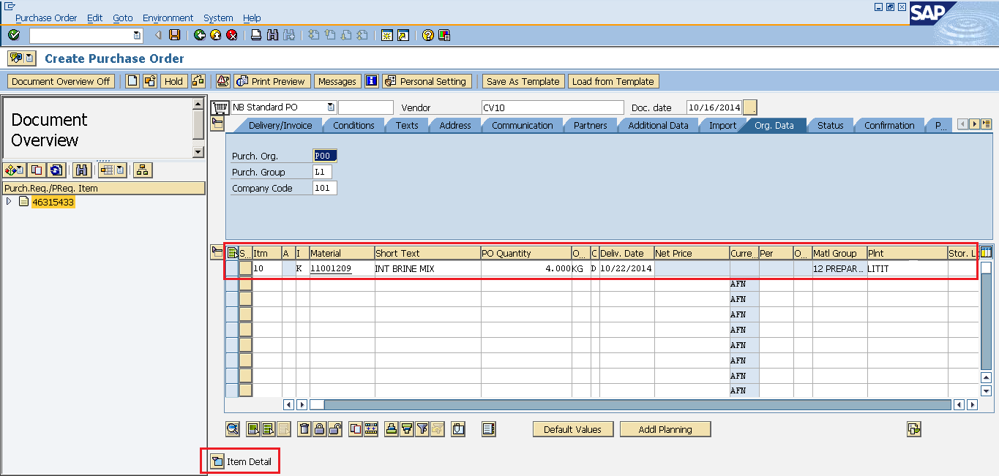 Purchase Order Edit Goto Environment System Help
SAP
Create Purchase Order
Document Overview Off Hold Print Preview Messages Personal Setting Save As Template Load from Template
Document
Overview
NB Standard PO Vendor CV10 Doc. date 10/16/2014
Delivery/Invoice Conditions Texts Address Communication Partners Additional Data Import Org. Data Status Confirmation P...
Purch. Org. P00
Purch. Group L1
Company Code 101
Purch.Req./PReq. Item
46315433
S... Itm A I Material Short Text PO Quantity O... C Deliv. Date Net Price Curre... Per O... Matl Group Plnt Stor. L
10 K 11001209 INT BRINE MIX 4.000 KG D 10/22/2014 12 PREPAR... LITIT
AFN
AFN
AFN
AFN
AFN
AFN
AFN
AFN
Default Values Addl Planning
Item Detail